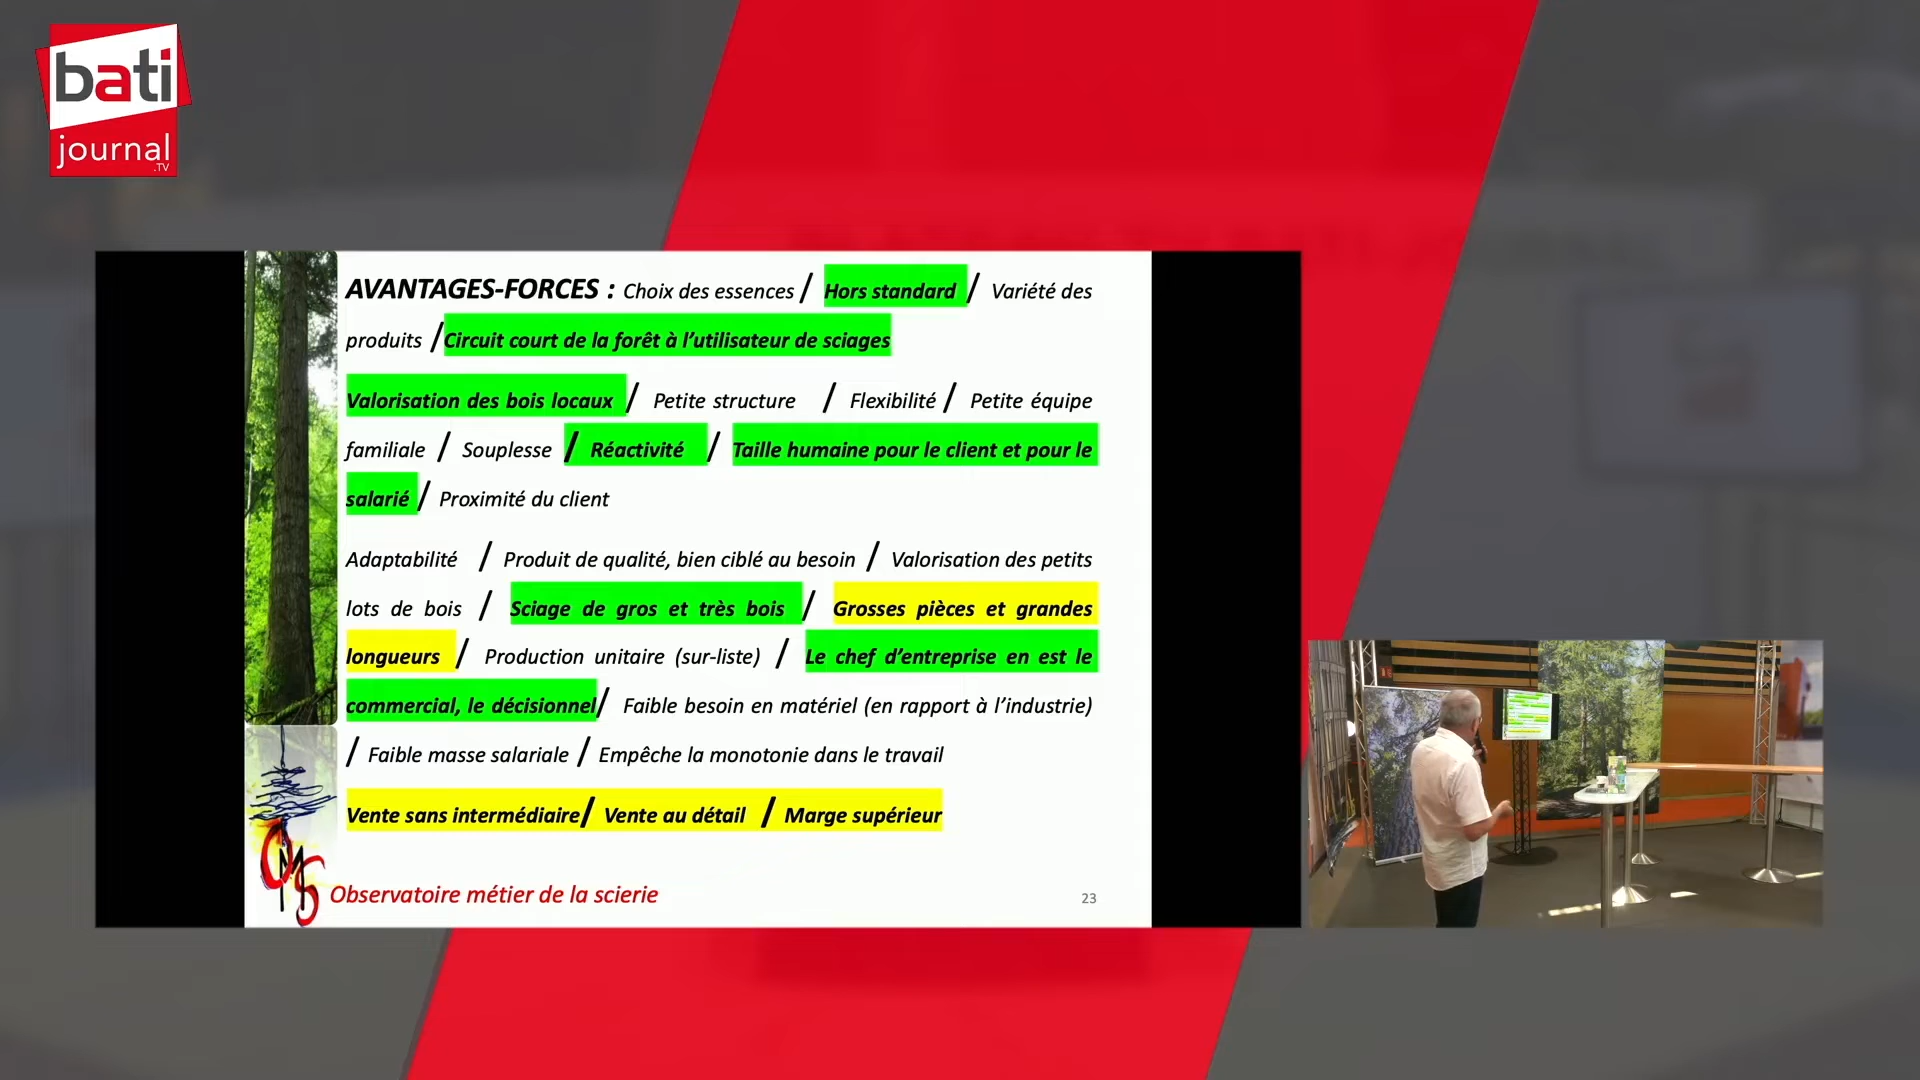 bati
journal
.TV
AVANTAGES-FORCES : Choix des essences / Hors standard / Variété des
produits / Circuit court de la forêt à l’utilisateur de sciages
Valorisation des bois locaux / Petite structure / Flexibilité / Petite équipe
familiale / Souplesse / Réactivité / Taille humaine pour le client et pour le
salarié / Proximité du client
Adaptabilité / Produit de qualité, bien ciblé au besoin / Valorisation des petits
lots de bois / Sciage de gros et très bois / Grosses pièces et grandes
longueurs / Production unitaire (sur-liste) / Le chef d’entreprise en est le
commercial, le décisionnel / Faible besoin en matériel (en rapport à l’industrie)
/ Faible masse salariale / Empêche la monotonie dans le travail
Vente sans intermédiaire / Vente au détail / Marge supérieur
OMS
Observatoire métier de la scierie
23